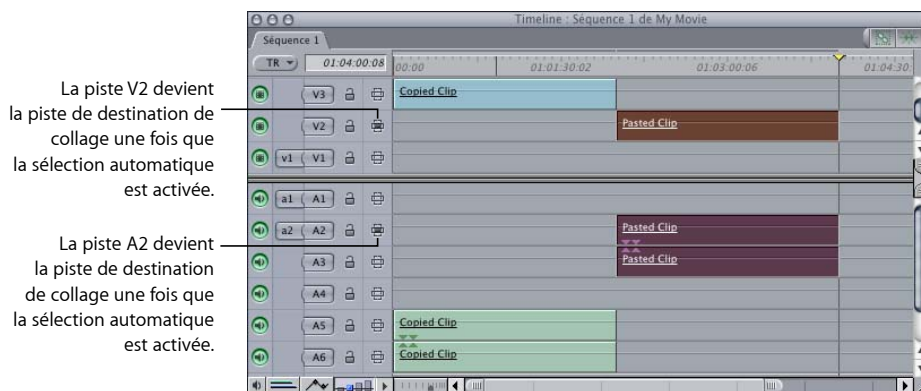 Timeline : Séquence 1 de My Movie
Séquence 1
TR 01:04:00:08 00:00 01:01:30:02 01:03:00:06 01:04:30:
La piste V2 devient
la piste de destination de
collage une fois que
la sélection automatique
est activée.
V3 Copied Clip
V2 Pasted Clip
v1 V1
a1 A1
a2 A2 Pasted Clip
A3 Pasted Clip
A4
A5 Copied Clip
A6 Copied Clip
La piste A2 devient
la piste de destination
de collage une fois que
la sélection automatique
est activée.